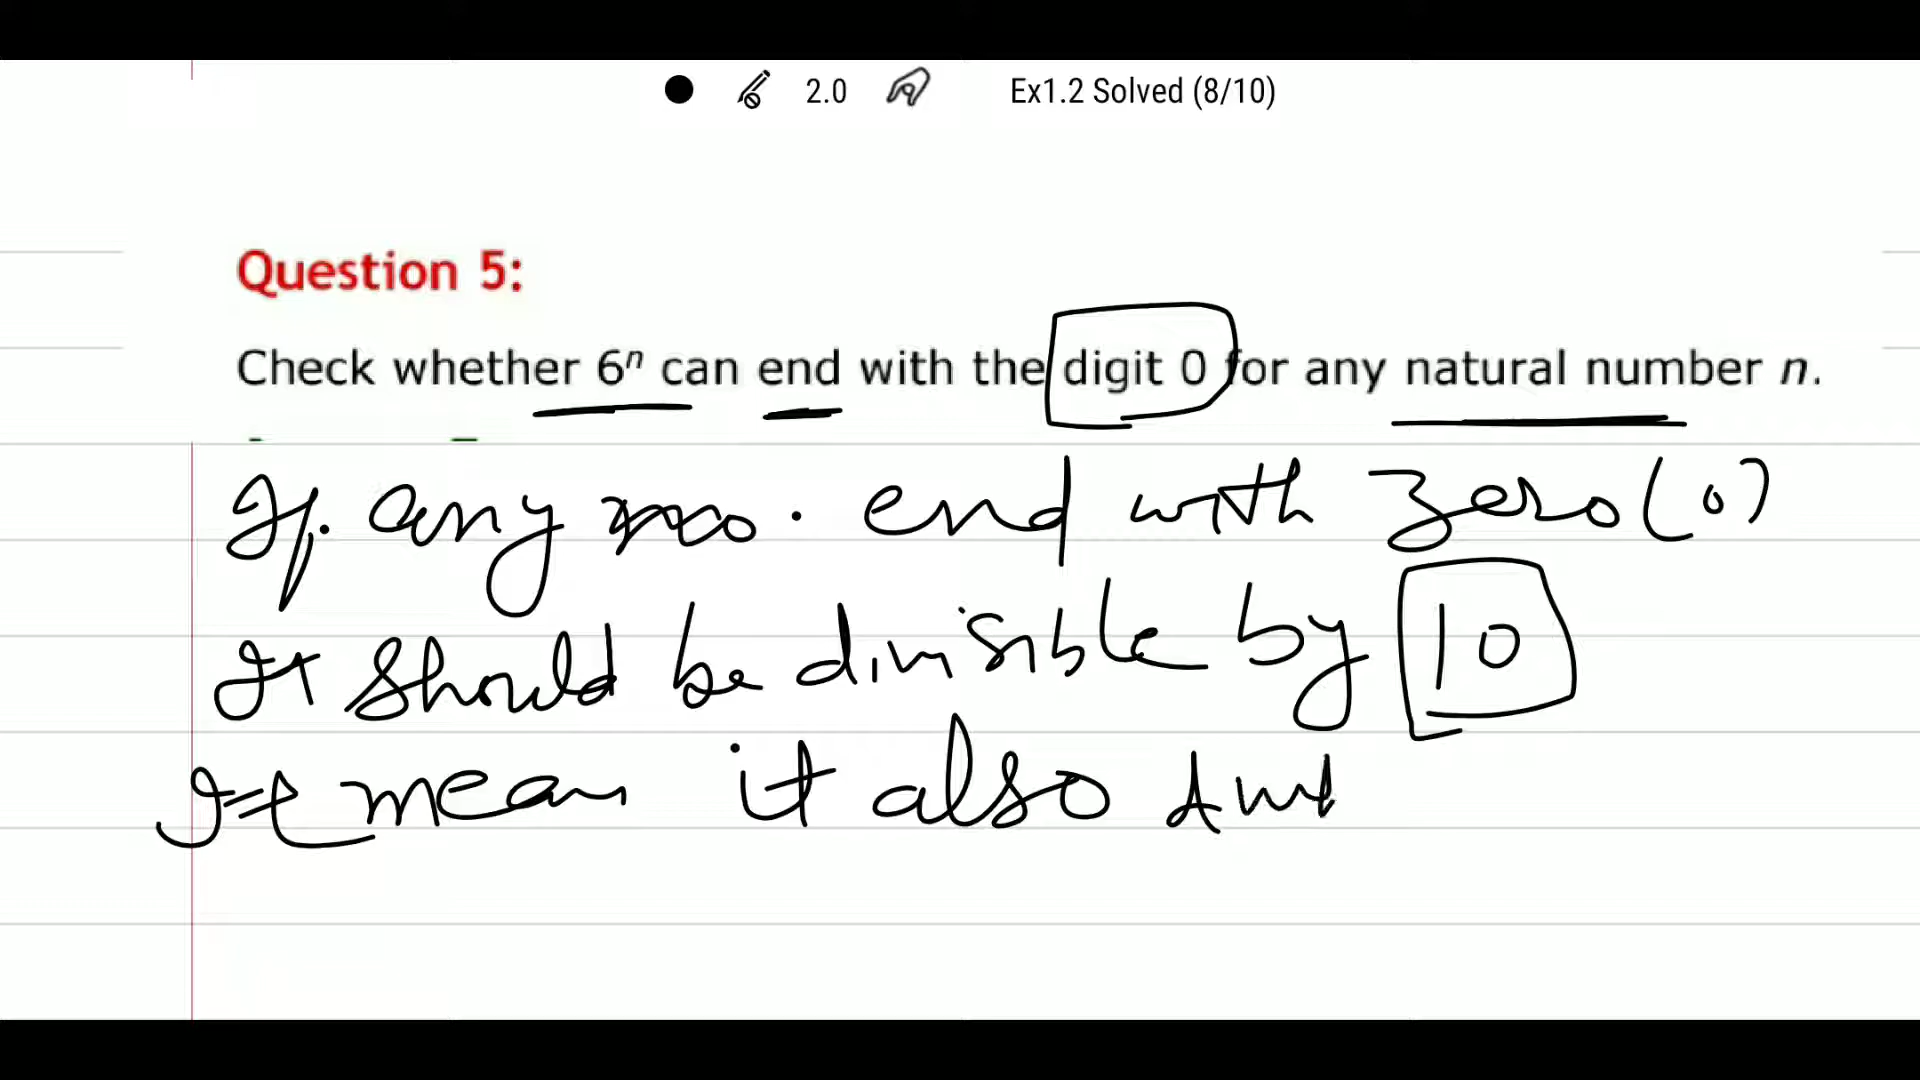 2.0 Ex1.2 Solved (8/10)
Question 5:
Check whether 6ⁿ can end with the digit 0 for any natural number n.
If any no. end with zero (0)
It should be divisible by 10
It mean it also